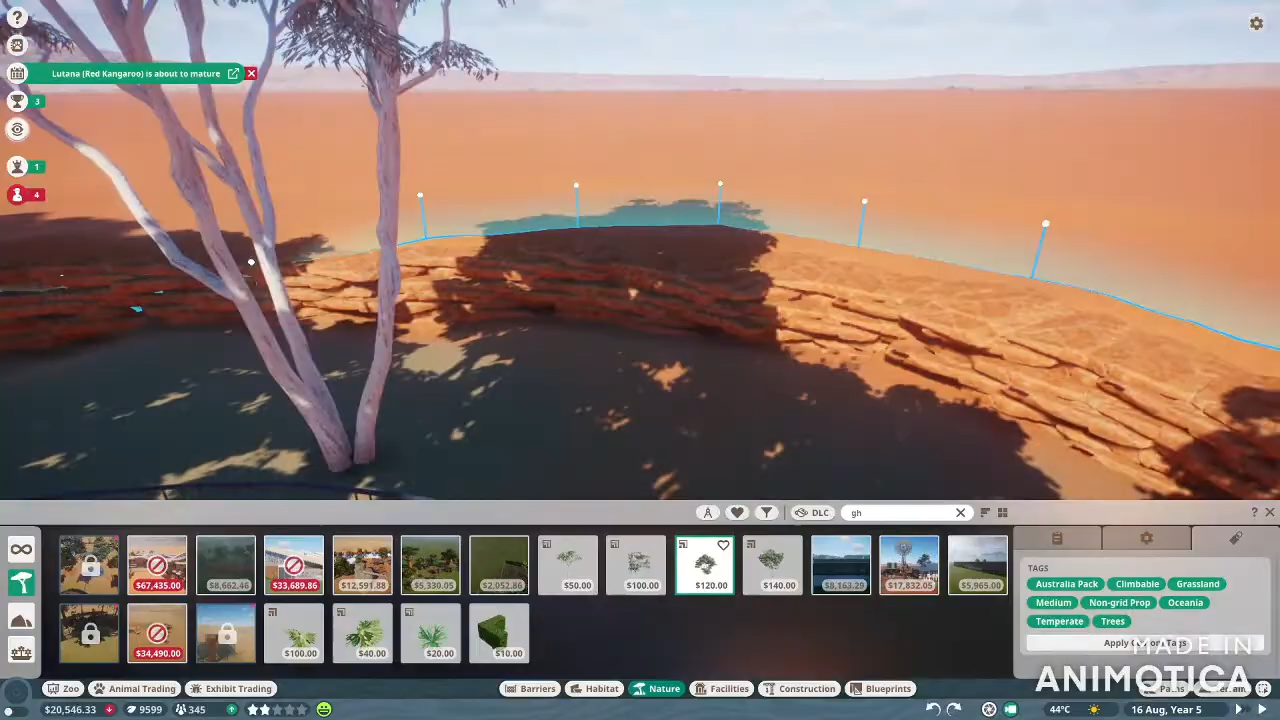 ?
Lutana (Red Kangaroo) is about to mature
3
1
4
DLC
gh
?
$67,435.00
$8,662.46
$33,689.86
$12,591.88
$5,330.05
$2,052.86
$50.00
$100.00
$120.00
$140.00
$8,163.29
$17,832.05
$5,965.00
$34,490.00
$100.00
$40.00
$20.00
$10.00
TAGS
Australia Pack
Climbable
Grassland
Medium
Non-grid Prop
Oceania
Temperate
Trees
MADE IN
ANIMOTICA
Zoo
Animal Trading
Exhibit Trading
Barriers
Habitat
Nature
Facilities
Construction
Blueprints
Paths
$20,546.33
9599
345
44°C
16 Aug, Year 5